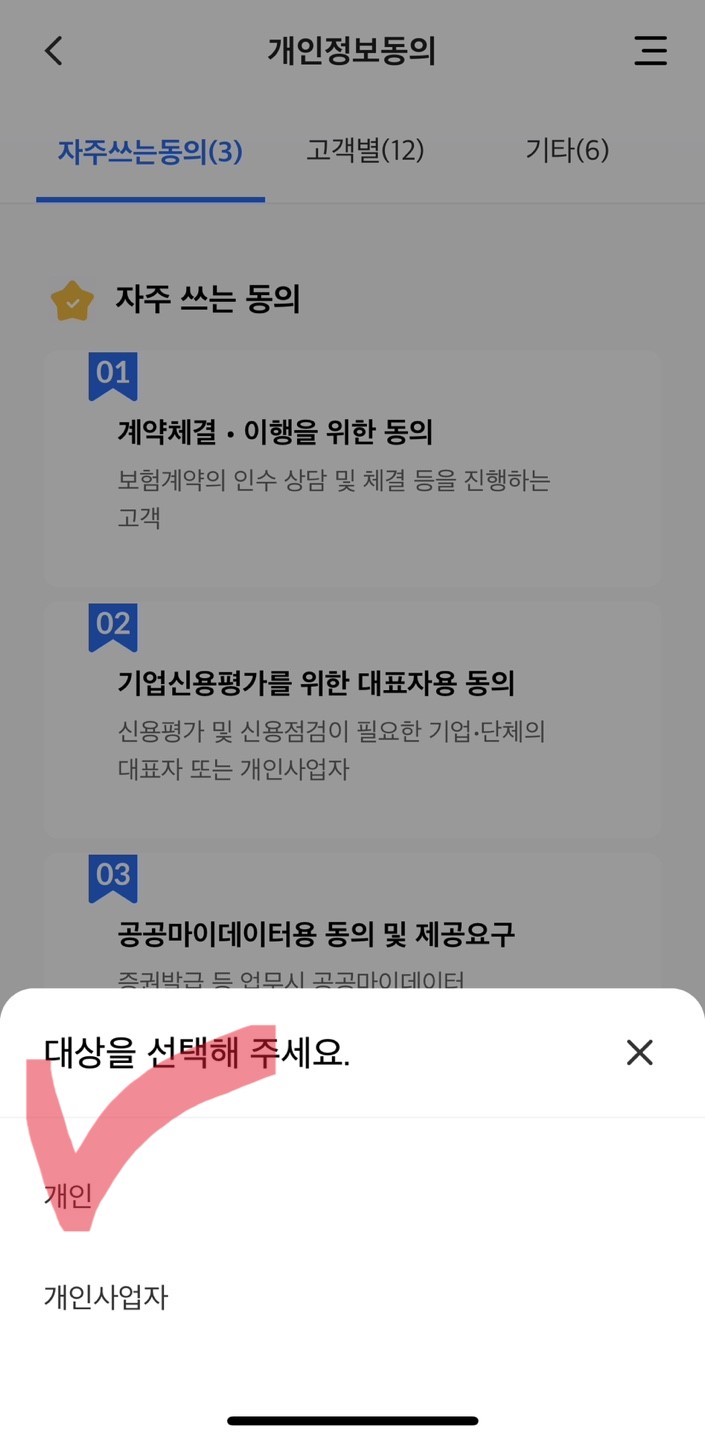 개인정보동의
자주쓰는동의(3)
고객별(12)
기타(6)
자주 쓰는 동의
01
계약체결 • 이행을 위한 동의
보험계약의 인수 상담 및 체결 등을 진행하는
고객
02
기업신용평가를 위한 대표자용 동의
신용평가 및 신용점검이 필요한 기업•단체의
대표자 또는 개인사업자
03
공공마이데이터용 동의 및 제공요구
증권발급 등 업무시 공공마이데이터
대상을 선택해 주세요.
개인
개인사업자